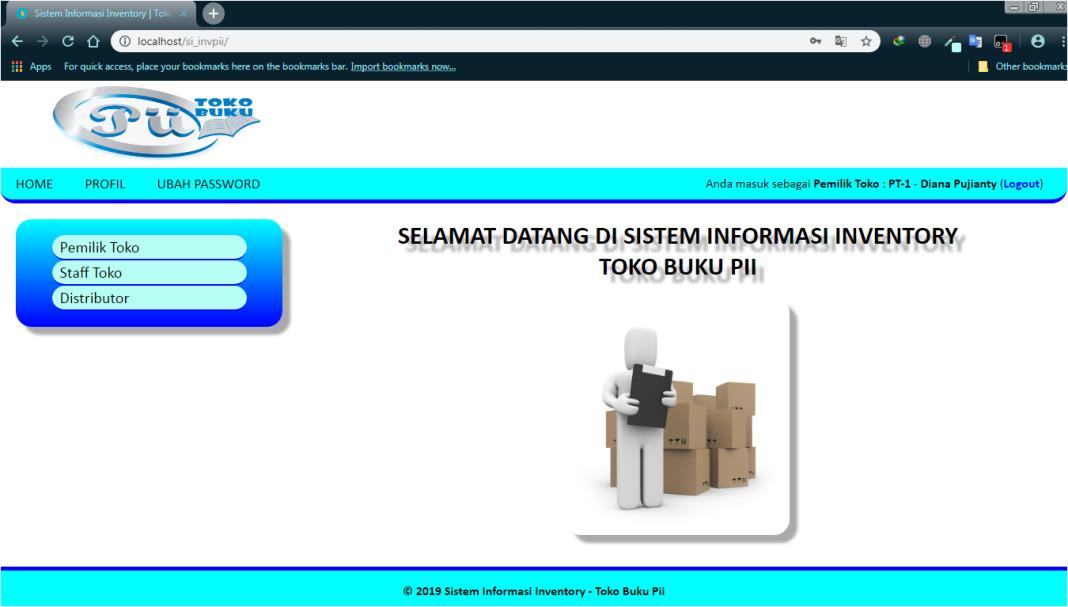 Sistem Informasi Inventory | Tok
localhost/si_invpii/
Apps For quick access, place your bookmarks here on the bookmarks bar. Import bookmarks now... Other bookmarks
Pii TOKO
BUKU
HOME PROFIL UBAH PASSWORD Anda masuk sebagai Pemilik Toko : PT-1 - Diana Pujianty (Logout)
Pemilik Toko
Staff Toko
Distributor
SELAMAT DATANG DI SISTEM INFORMASI INVENTORY
TOKO BUKU PII
© 2019 Sistem Informasi Inventory - Toko Buku Pii